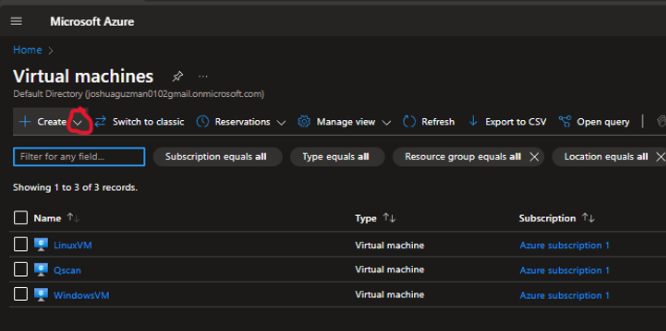 Microsoft Azure
Home >
Virtual machines
Default Directory (joshuaguzman0102gmail.onmicrosoft.com)
+ Create Switch to classic Reservations Manage view Refresh Export to CSV Open query
Filter for any field... Subscription equals all Type equals all Resource group equals all Location equals all
Showing 1 to 3 of 3 records.
Name Type Subscription
LinuxVM Virtual machine Azure subscription 1
Qscan Virtual machine Azure subscription 1
WindowsVM Virtual machine Azure subscription 1